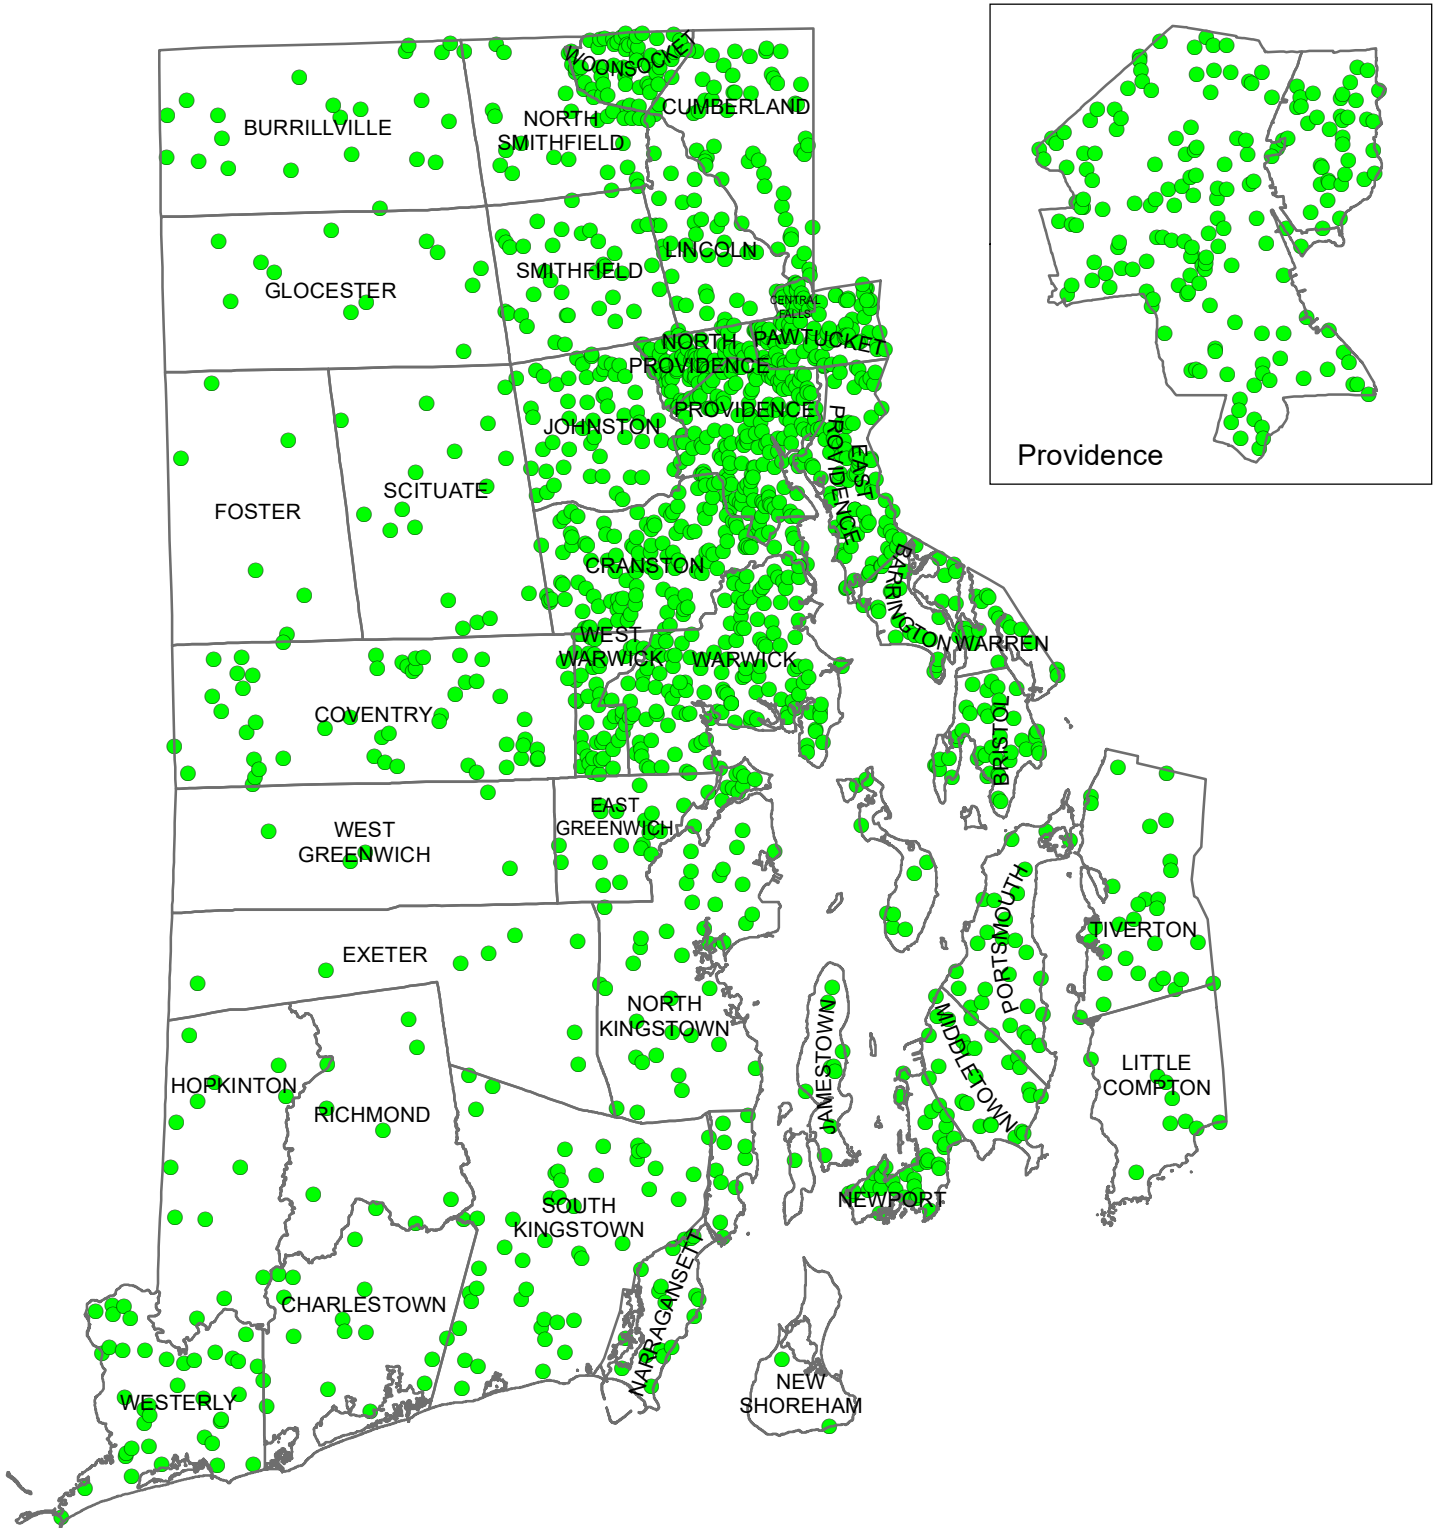 WOONSOCKET
CUMBERLAND
NORTH
SMITHFIELD
BURRILLVILLE
LINCOLN
SMITHFIELD
GLOCESTER
CENTRAL
FALLS
NORTH
PROVIDENCE
PAWTUCKET
PROVIDENCE
JOHNSTON
EAST
PROVIDENCE
SCITUATE
FOSTER
Providence
CRANSTON
BARRINGTON
WARREN
WEST
WARWICK
WARWICK
COVENTRY
BRISTOL
EAST
GREENWICH
WEST
GREENWICH
PORTSMOUTH
TIVERTON
EXETER
NORTH
KINGSTOWN
JAMESTOWN
MIDDLETOWN
LITTLE
COMPTON
HOPKINTON
RICHMOND
NEWPORT
SOUTH
KINGSTOWN
NARRAGANSETT
CHARLESTOWN
NEW
SHOREHAM
WESTERLY